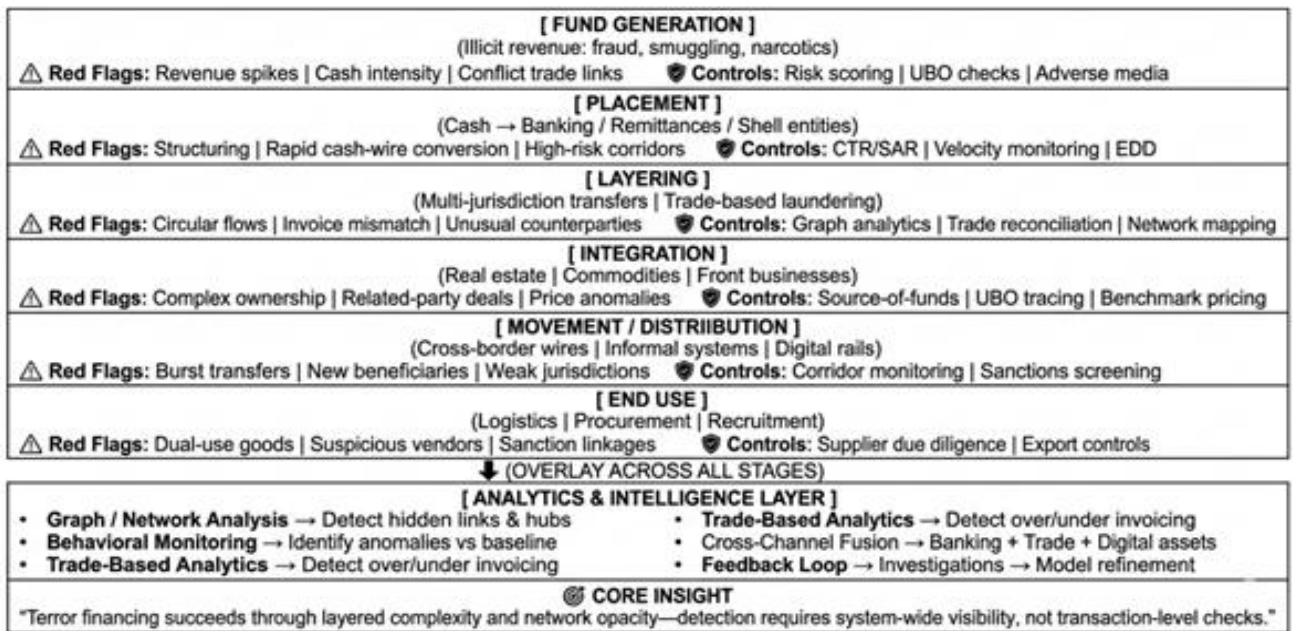 [ FUND GENERATION ]
(Illicit revenue: fraud, smuggling, narcotics)
Red Flags: Revenue spikes | Cash intensity | Conflict trade links Controls: Risk scoring | UBO checks | Adverse media
[ PLACEMENT ]
(Cash → Banking / Remittances / Shell entities)
Red Flags: Structuring | Rapid cash-wire conversion | High-risk corridors Controls: CTR/SAR | Velocity monitoring | EDD
[ LAYERING ]
(Multi-jurisdiction transfers | Trade-based laundering)
Red Flags: Circular flows | Invoice mismatch | Unusual counterparties Controls: Graph analytics | Trade reconciliation | Network mapping
[ INTEGRATION ]
(Real estate | Commodities | Front businesses)
Red Flags: Complex ownership | Related-party deals | Price anomalies Controls: Source-of-funds | UBO tracing | Benchmark pricing
[ MOVEMENT / DISTRIIBUTION ]
(Cross-border wires | Informal systems | Digital rails)
Red Flags: Burst transfers | New beneficiaries | Weak jurisdictions Controls: Corridor monitoring | Sanctions screening
[ END USE ]
(Logistics | Procurement | Recruitment)
Red Flags: Dual-use goods | Suspicious vendors | Sanction linkages Controls: Supplier due diligence | Export controls
(OVERLAY ACROSS ALL STAGES)
[ ANALYTICS & INTELLIGENCE LAYER ]
• Graph / Network Analysis → Detect hidden links & hubs
• Behavioral Monitoring → Identify anomalies vs baseline
• Trade-Based Analytics → Detect over/under invoicing
• Trade-Based Analytics → Detect over/under invoicing
• Cross-Channel Fusion → Banking + Trade + Digital assets
• Feedback Loop → Investigations → Model refinement
CORE INSIGHT
"Terror financing succeeds through layered complexity and network opacity—detection requires system-wide visibility, not transaction-level checks."